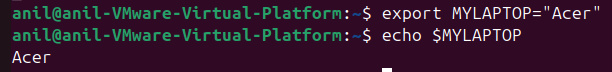 anil@anil-VMware-Virtual-Platform:~$ export MYLAPTOP="Acer"
anil@anil-VMware-Virtual-Platform:~$ echo $MYLAPTOP
Acer